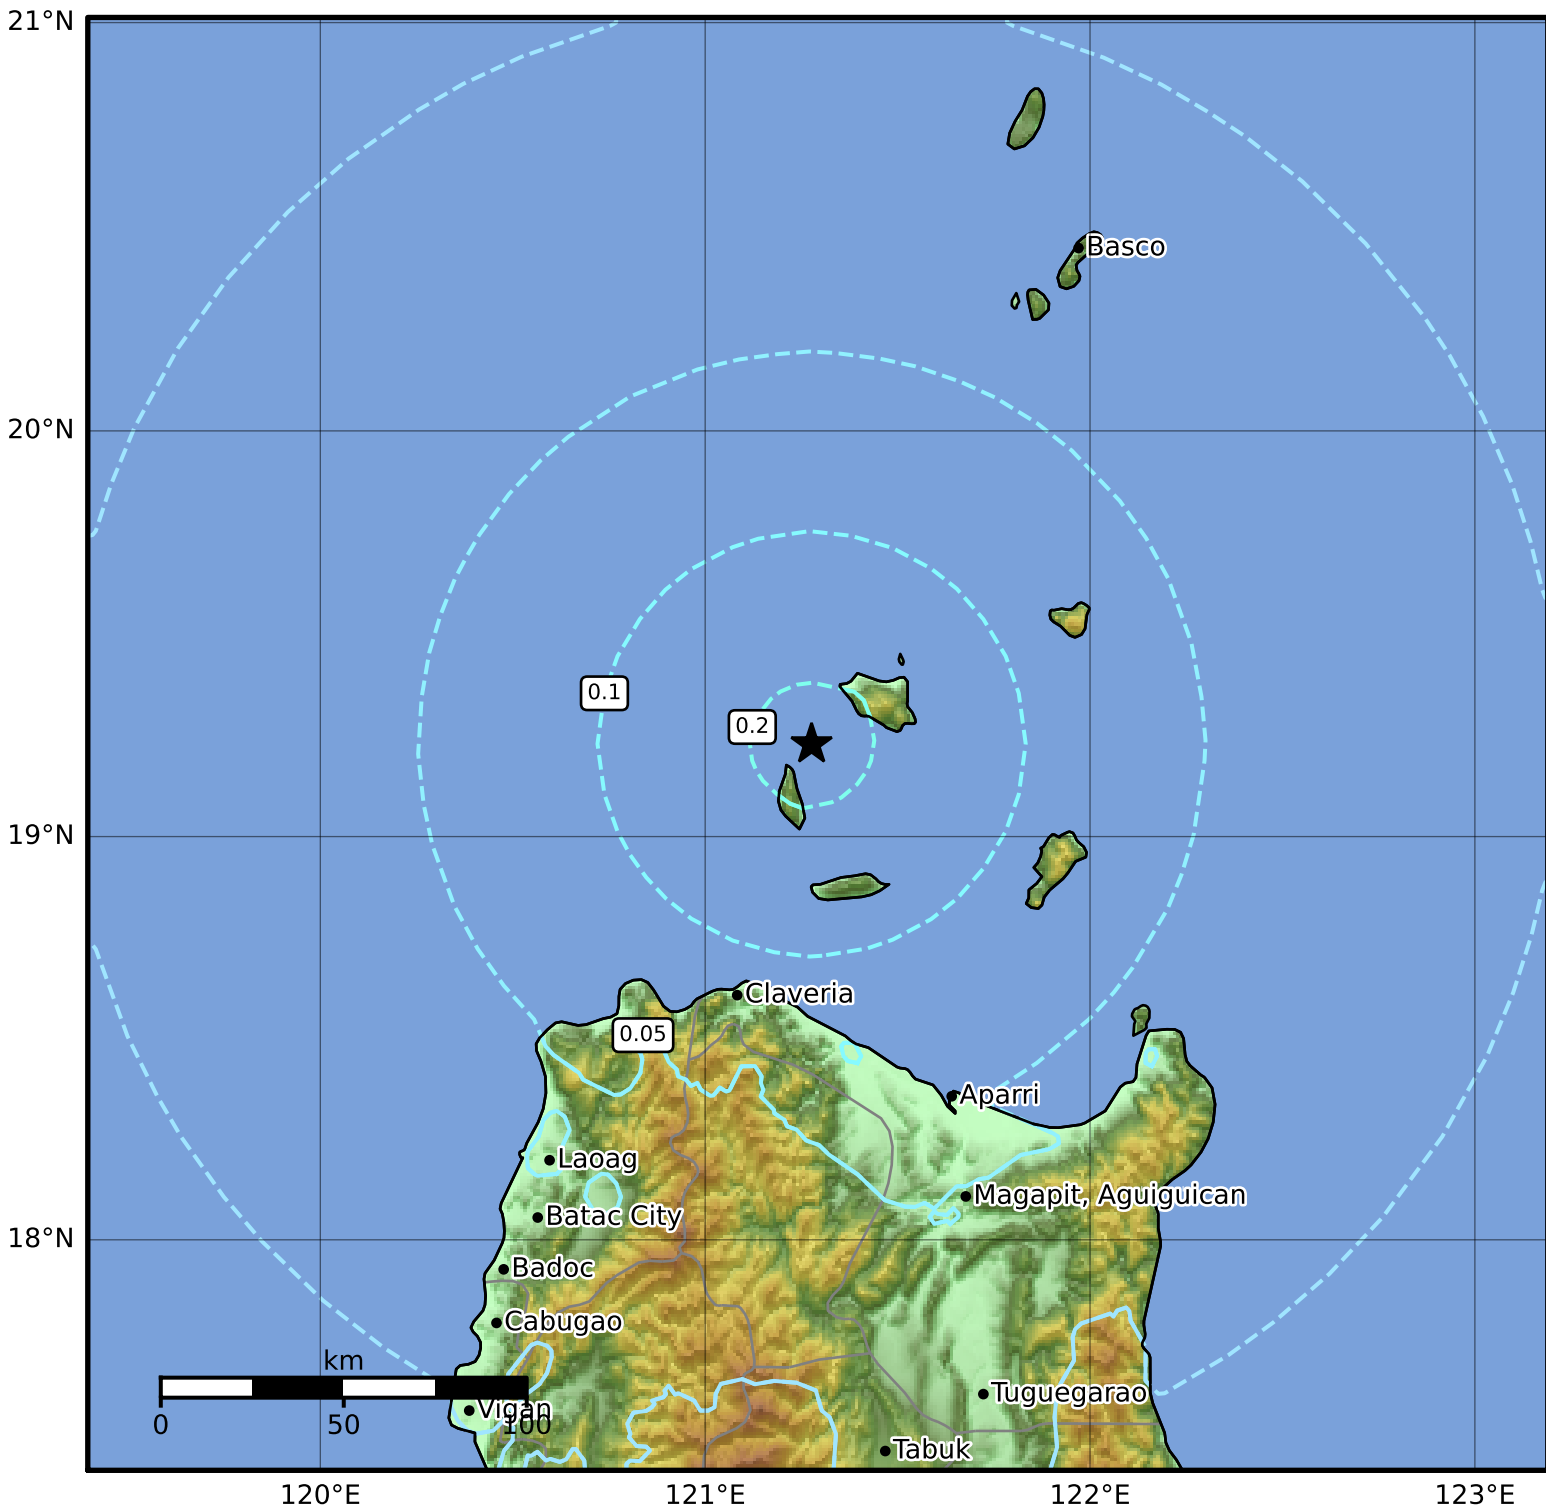 21°N
Basco
20°N
0.1
0.2
19°N
Claveria
0.05
Aparri
Laoag
Magapit, Aguiguican
Batac City
18°N
Badoc
Cabugao
km
Tuguegarao
Vigan
0 50 100
Tabuk
120°E 121°E 122°E 123°E